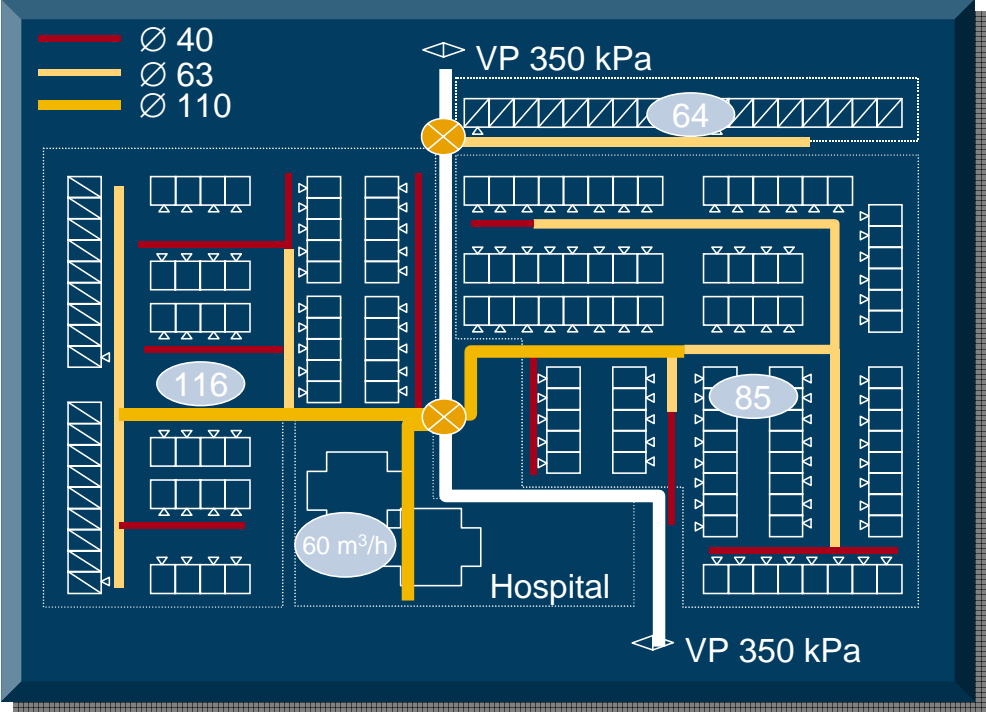 ∅ 40
∅ 63
∅ 110
VP 350 kPa
64
116
85
60 m³/h
Hospital
VP 350 kPa